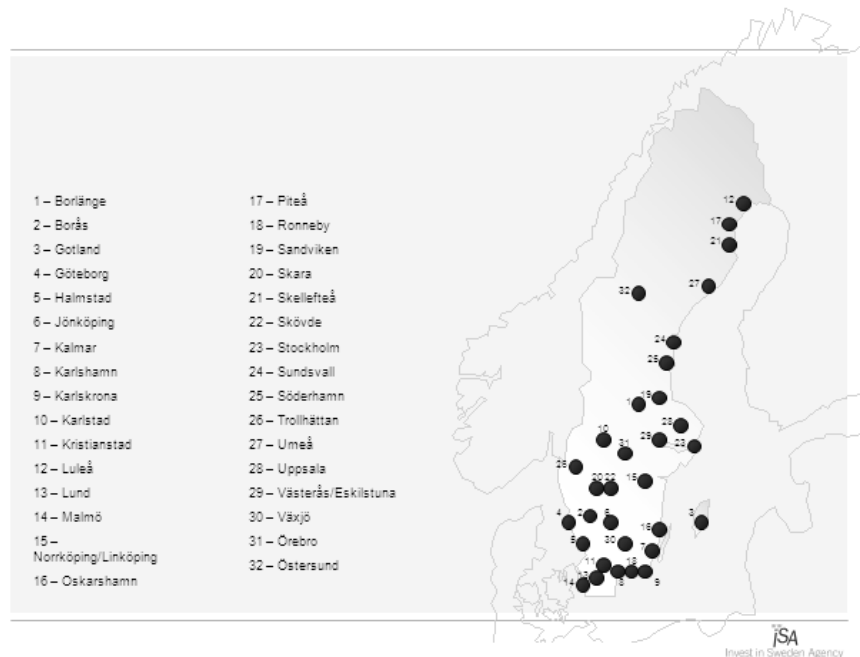 1 – Borlänge
2 – Borås
3 – Gotland
4 – Göteborg
5 – Halmstad
6 – Jönköping
7 – Kalmar
8 – Karlshamn
9 – Karlskrona
10 – Karlstad
11 – Kristianstad
12 – Luleå
13 – Lund
14 – Malmö
15 –
Norrköping/Linköping
16 – Oskarshamn
17 – Piteå
18 – Ronneby
19 – Sandviken
20 – Skara
21 – Skellefteå
22 – Skövde
23 – Stockholm
24 – Sundsvall
25 – Söderhamn
26 – Trollhättan
27 – Umeå
28 – Uppsala
29 – Västerås/Eskilstuna
30 – Växjö
31 – Örebro
32 – Östersund
12
17
21
27
32
24
25
19
1
28
10
29
23
31
26
20 22
15
4
2
6
3
16
5
30
7
11
18
13
14
8
9
iSA
Invest in Sweden Agency